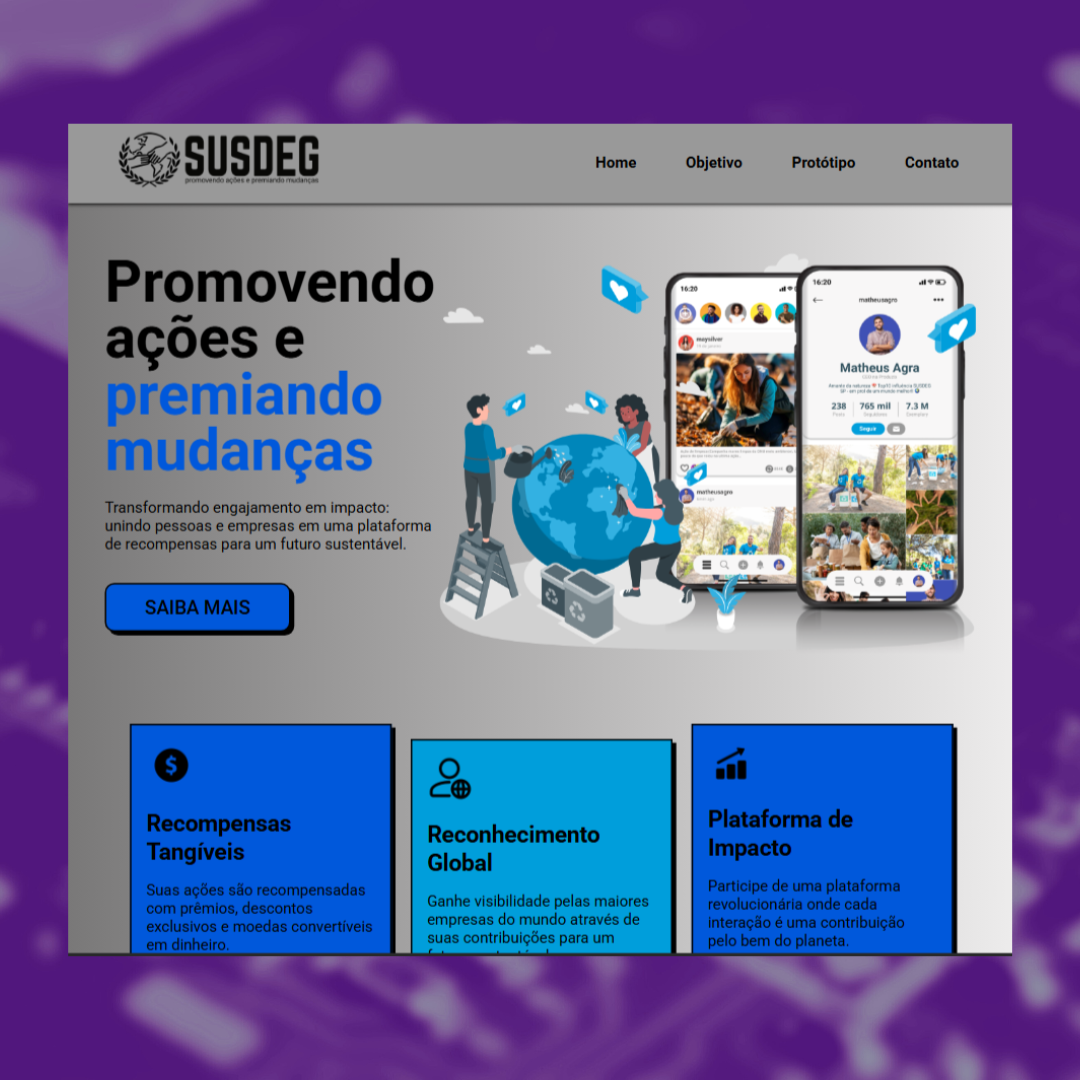 SUSDEG
promovendo ações e premiando mudanças
Home
Objetivo
Protótipo
Contato
Promovendo
ações e
premiando
mudanças
Transformando engajamento em impacto:
unindo pessoas e empresas em uma plataforma
de recompensas para um futuro sustentável.
SAIBA MAIS
16:20
maysilver
matheusagra
16:20
matheusagra
Matheus Agra
238
765 mil
7.3 M
Seguir
$
Recompensas
Tangíveis
Suas ações são recompensadas
com prêmios, descontos
exclusivos e moedas convertíveis
em dinheiro.
Reconhecimento
Global
Ganhe visibilidade pelas maiores
empresas do mundo através de
suas contribuições para um
Plataforma de
Impacto
Participe de uma plataforma
revolucionária onde cada
interação é uma contribuição
pelo bem do planeta.